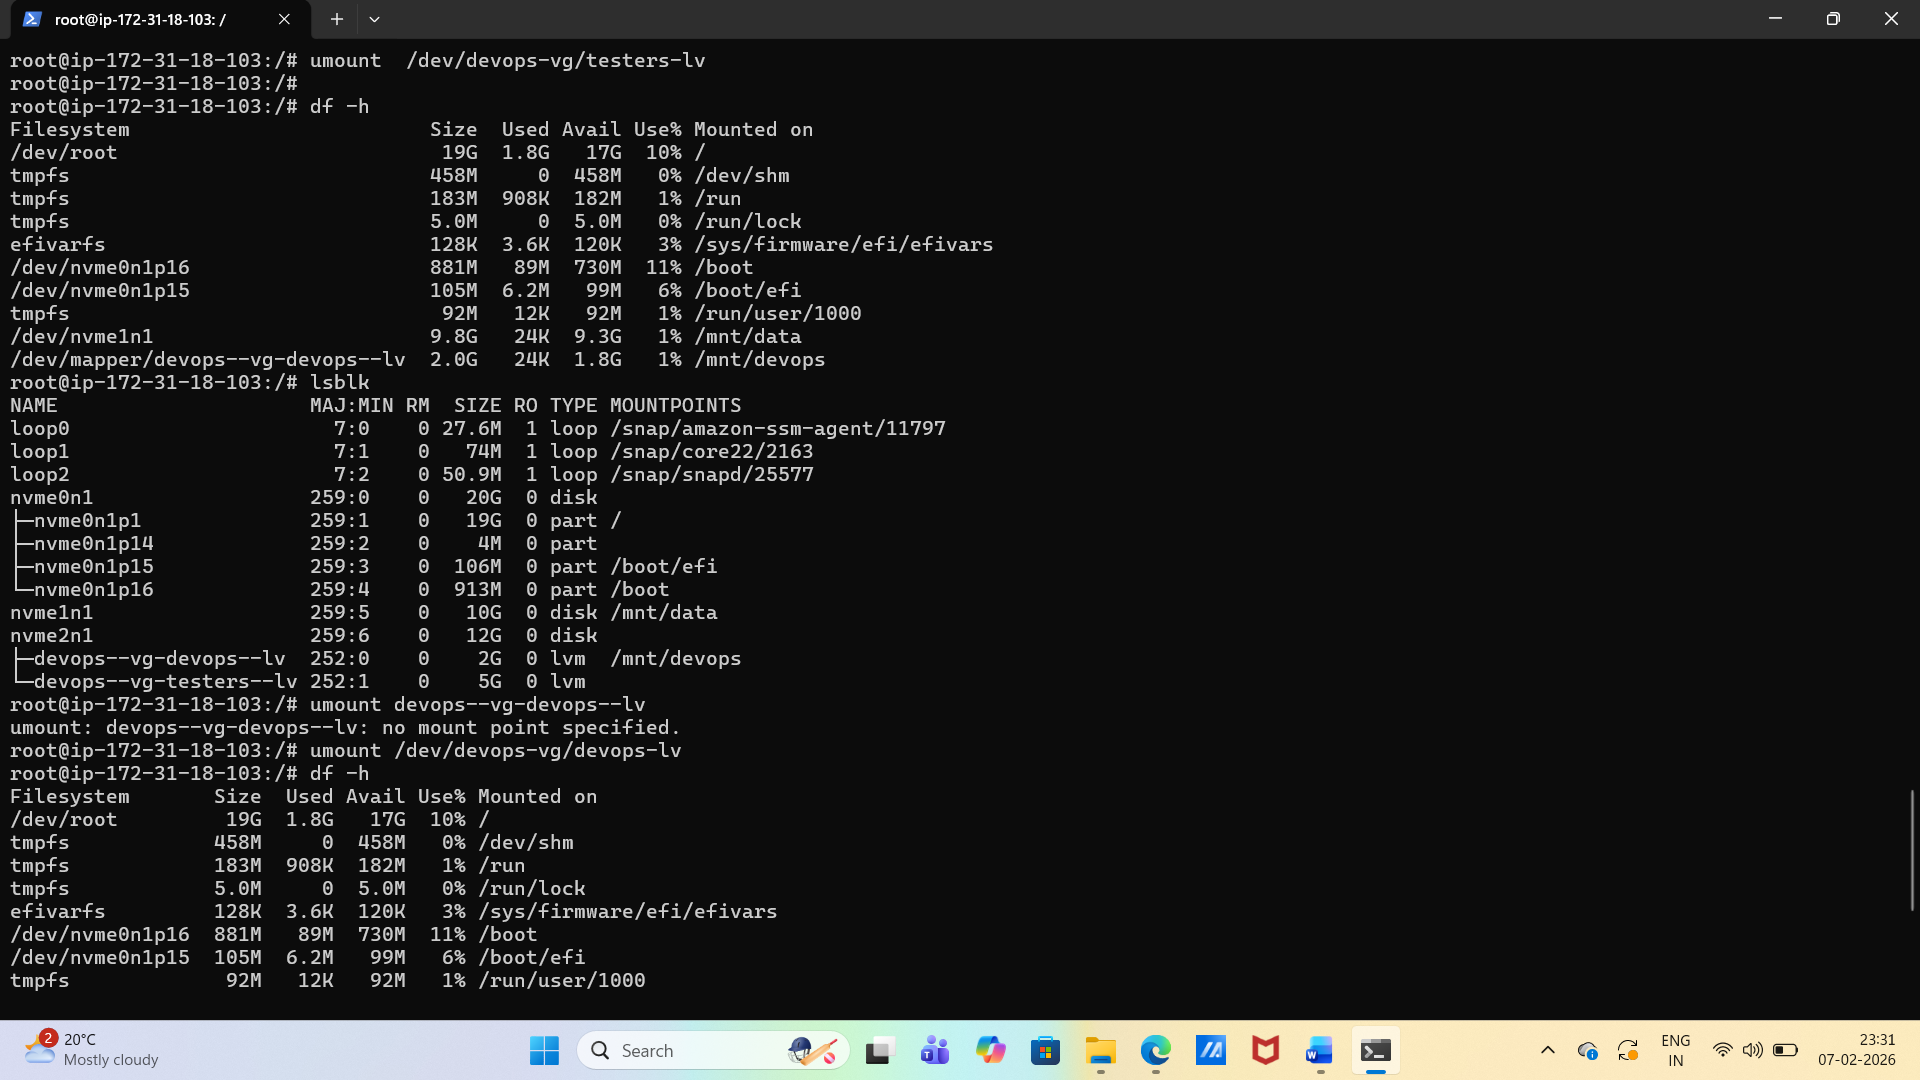 root@ip-172-31-18-103: /
root@ip-172-31-18-103:/# umount  /dev/devops-vg/testers-lv
root@ip-172-31-18-103:/#
root@ip-172-31-18-103:/# df -h
Filesystem                         Size  Used Avail Use% Mounted on
/dev/root                           19G  1.8G   17G  10% /
tmpfs                              458M     0  458M   0% /dev/shm
tmpfs                              183M  908K  182M   1% /run
tmpfs                              5.0M     0  5.0M   0% /run/lock
efivarfs                           128K  3.6K  120K   3% /sys/firmware/efi/efivars
/dev/nvme0n1p16                    881M   89M  730M  11% /boot
/dev/nvme0n1p15                    105M  6.2M   99M   6% /boot/efi
tmpfs                               92M   12K   92M   1% /run/user/1000
/dev/nvme1n1                       9.8G   24K  9.3G   1% /mnt/data
/dev/mapper/devops--vg-devops--lv  2.0G   24K  1.8G   1% /mnt/devops
root@ip-172-31-18-103:/# lsblk
NAME                     MAJ:MIN RM  SIZE RO TYPE MOUNTPOINTS
loop0                      7:0    0 27.6M  1 loop /snap/amazon-ssm-agent/11797
loop1                      7:1    0   74M  1 loop /snap/core22/2163
loop2                      7:2    0 50.9M  1 loop /snap/snapd/25577
nvme0n1                  259:0    0   20G  0 disk
├─nvme0n1p1              259:1    0   19G  0 part /
├─nvme0n1p14             259:2    0    4M  0 part
├─nvme0n1p15             259:3    0  106M  0 part /boot/efi
└─nvme0n1p16             259:4    0  913M  0 part /boot
nvme1n1                  259:5    0   10G  0 disk /mnt/data
nvme2n1                  259:6    0   12G  0 disk
├─devops--vg-devops--lv  252:0    0    2G  0 lvm  /mnt/devops
└─devops--vg-testers--lv 252:1    0    5G  0 lvm
root@ip-172-31-18-103:/# umount devops--vg-devops--lv
umount: devops--vg-devops--lv: no mount point specified.
root@ip-172-31-18-103:/# umount /dev/devops-vg/devops-lv
root@ip-172-31-18-103:/# df -h
Filesystem       Size  Used Avail Use% Mounted on
/dev/root         19G  1.8G   17G  10% /
tmpfs            458M     0  458M   0% /dev/shm
tmpfs            183M  908K  182M   1% /run
tmpfs            5.0M     0  5.0M   0% /run/lock
efivarfs         128K  3.6K  120K   3% /sys/firmware/efi/efivars
/dev/nvme0n1p16  881M   89M  730M  11% /boot
/dev/nvme0n1p15  105M  6.2M   99M   6% /boot/efi
tmpfs             92M   12K   92M   1% /run/user/1000
2
20°C
Mostly cloudy
Search
ENG
IN
23:31
07-02-2026